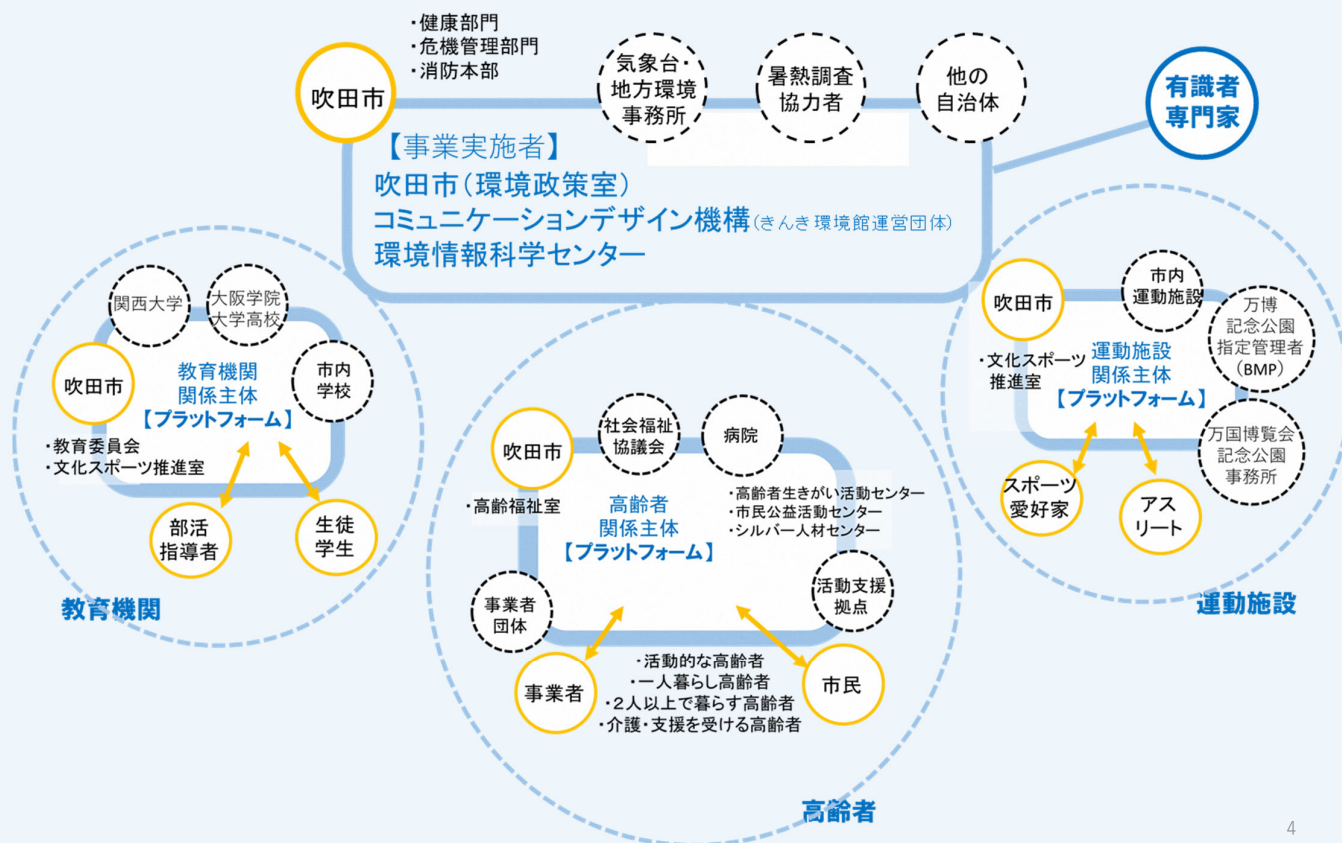 ・健康部門
・危機管理部門
・消防本部
吹田市
気象台・
地方環境
事務所
暑熱調査
協力者
他の
自治体
有識者
専門家
【事業実施者】
吹田市(環境政策室)
コミュニケーションデザイン機構(きんき環境館運営団体)
環境情報科学センター
関西大学
大阪学院
大学高校
吹田市
市内
学校
教育機関
関係主体
【プラットフォーム】
・教育委員会
・文化スポーツ推進室
部活
指導者
生徒
学生
教育機関
吹田市
社会福祉
協議会
病院
・高齢福祉室
高齢者
関係主体
【プラットフォーム】
・高齢者生きがい活動センター
・市民公益活動センター
・シルバー人材センター
事業者
団体
活動支援
拠点
事業者
市民
・活動的な高齢者
・一人暮らし高齢者
・2人以上で暮らす高齢者
・介護・支援を受ける高齢者
高齢者
吹田市
市内
運動施設
万博
記念公園
指定管理者
(BMP)
・文化スポーツ
推進室
運動施設
関係主体
【プラットフォーム】
万国博覧会
記念公園
事務所
スポーツ
愛好家
アス
リート
運動施設
4